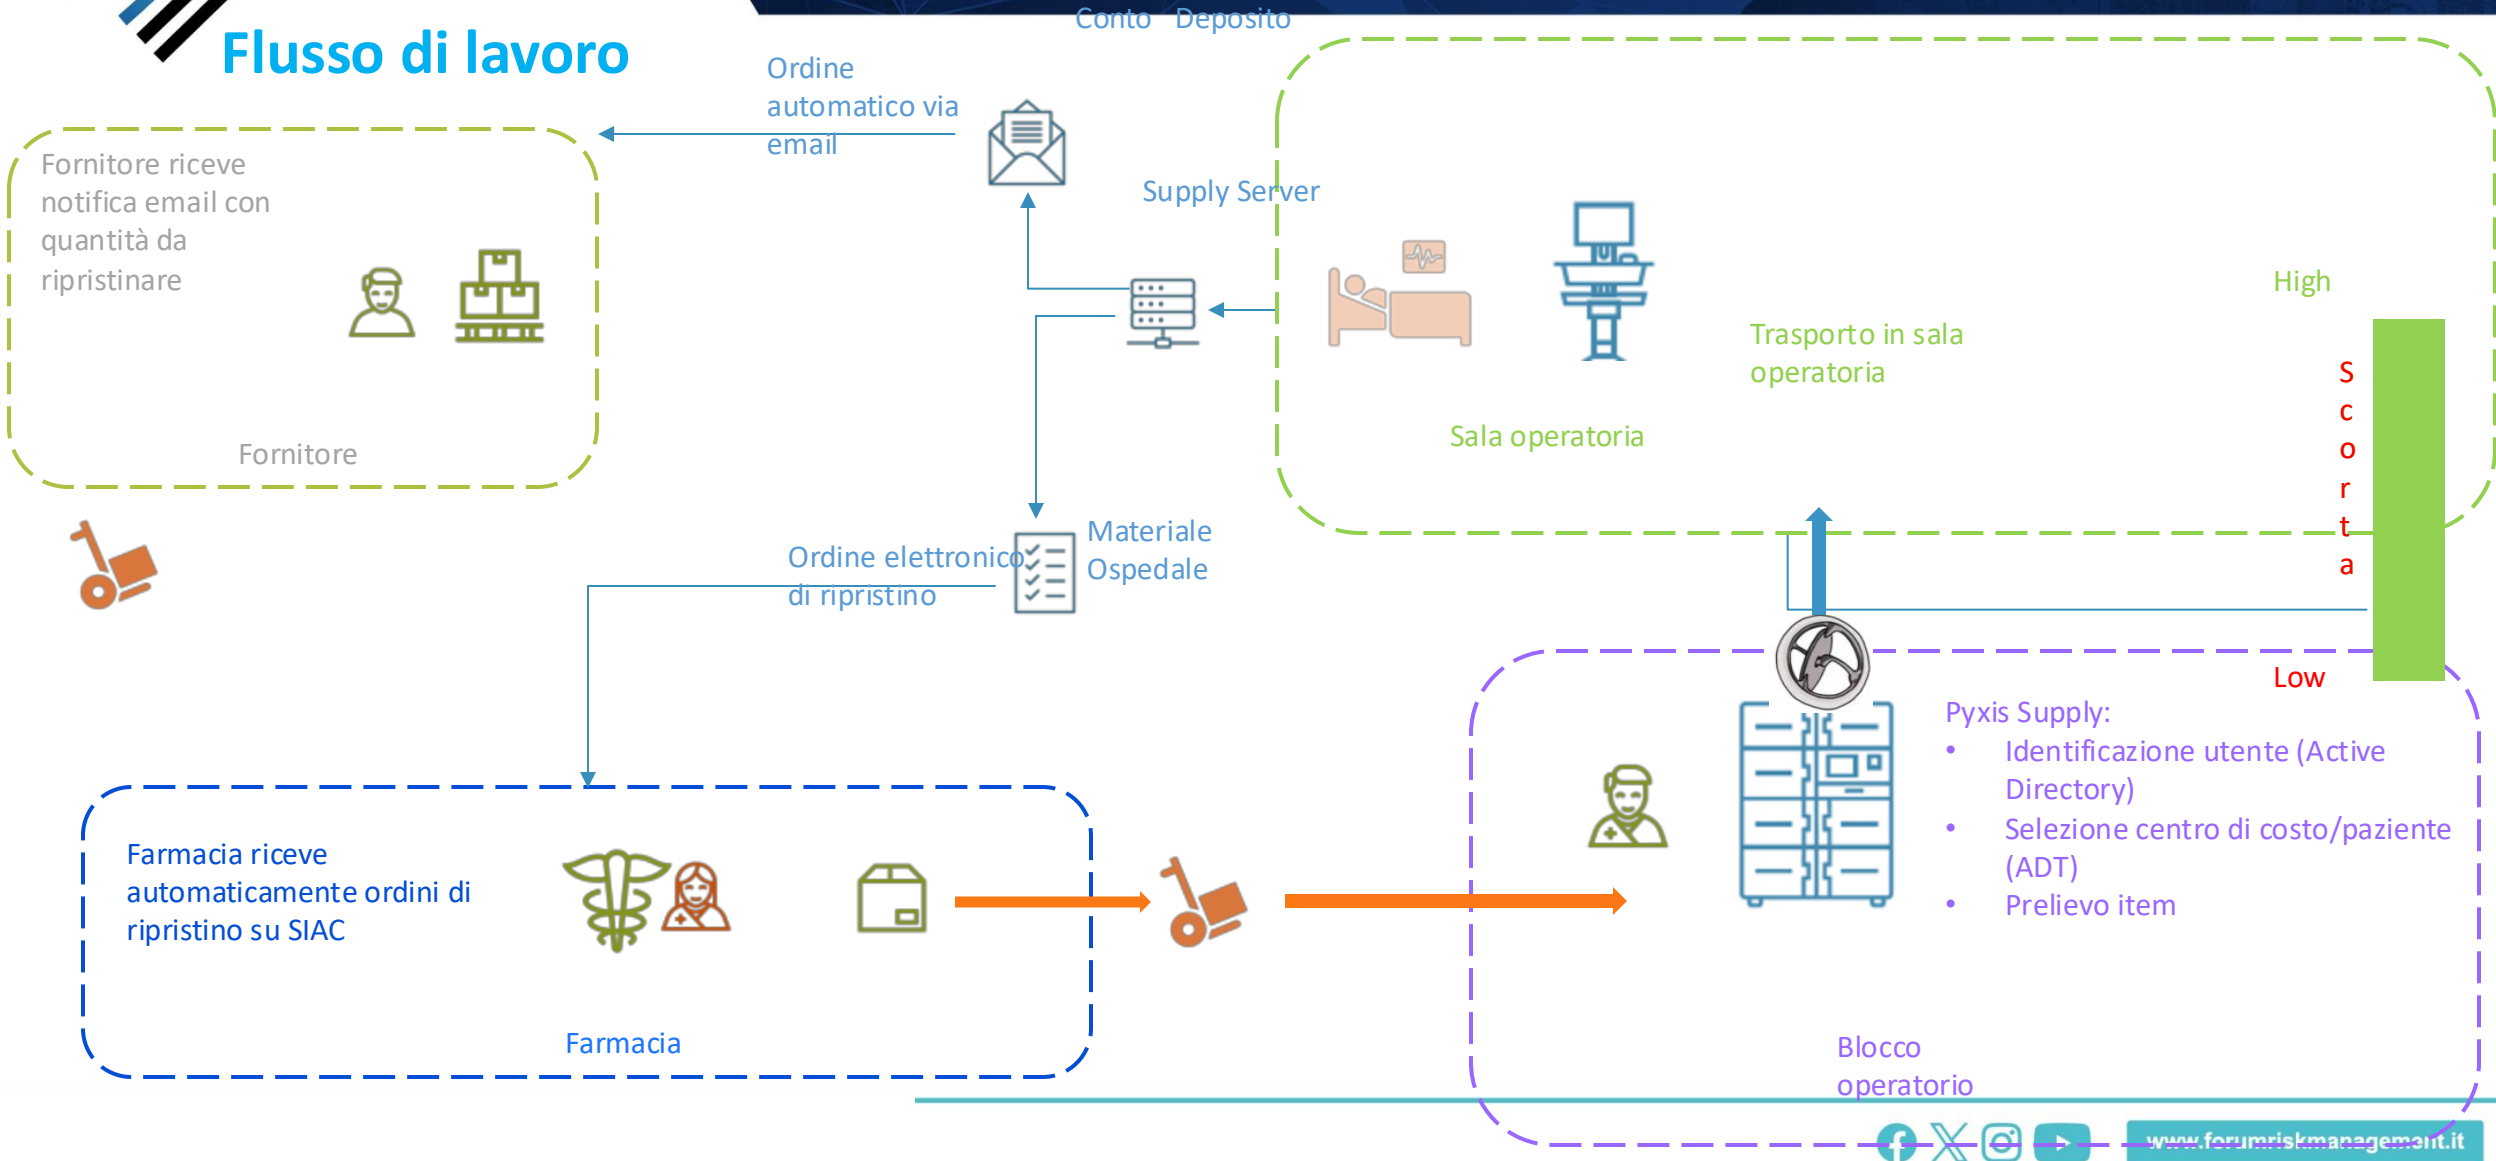 Conto Deposito
Flusso di lavoro
Ordine
automatico via
email
Fornitore riceve
notifica email con
quantità da
ripristinare
Fornitore
Supply Server
High
Trasporto in sala
operatoria
Sala operatoria
S
c
o
r
t
a
Materiale
Ospedale
Ordine elettronico
di ripristino
Low
Pyxis Supply:
• Identificazione utente (Active
Directory)
• Selezione centro di costo/paziente
(ADT)
• Prelievo item
Farmacia riceve
automaticamente ordini di
ripristino su SIAC
Farmacia
Blocco
operatorio
www.forumriskmanagement.it